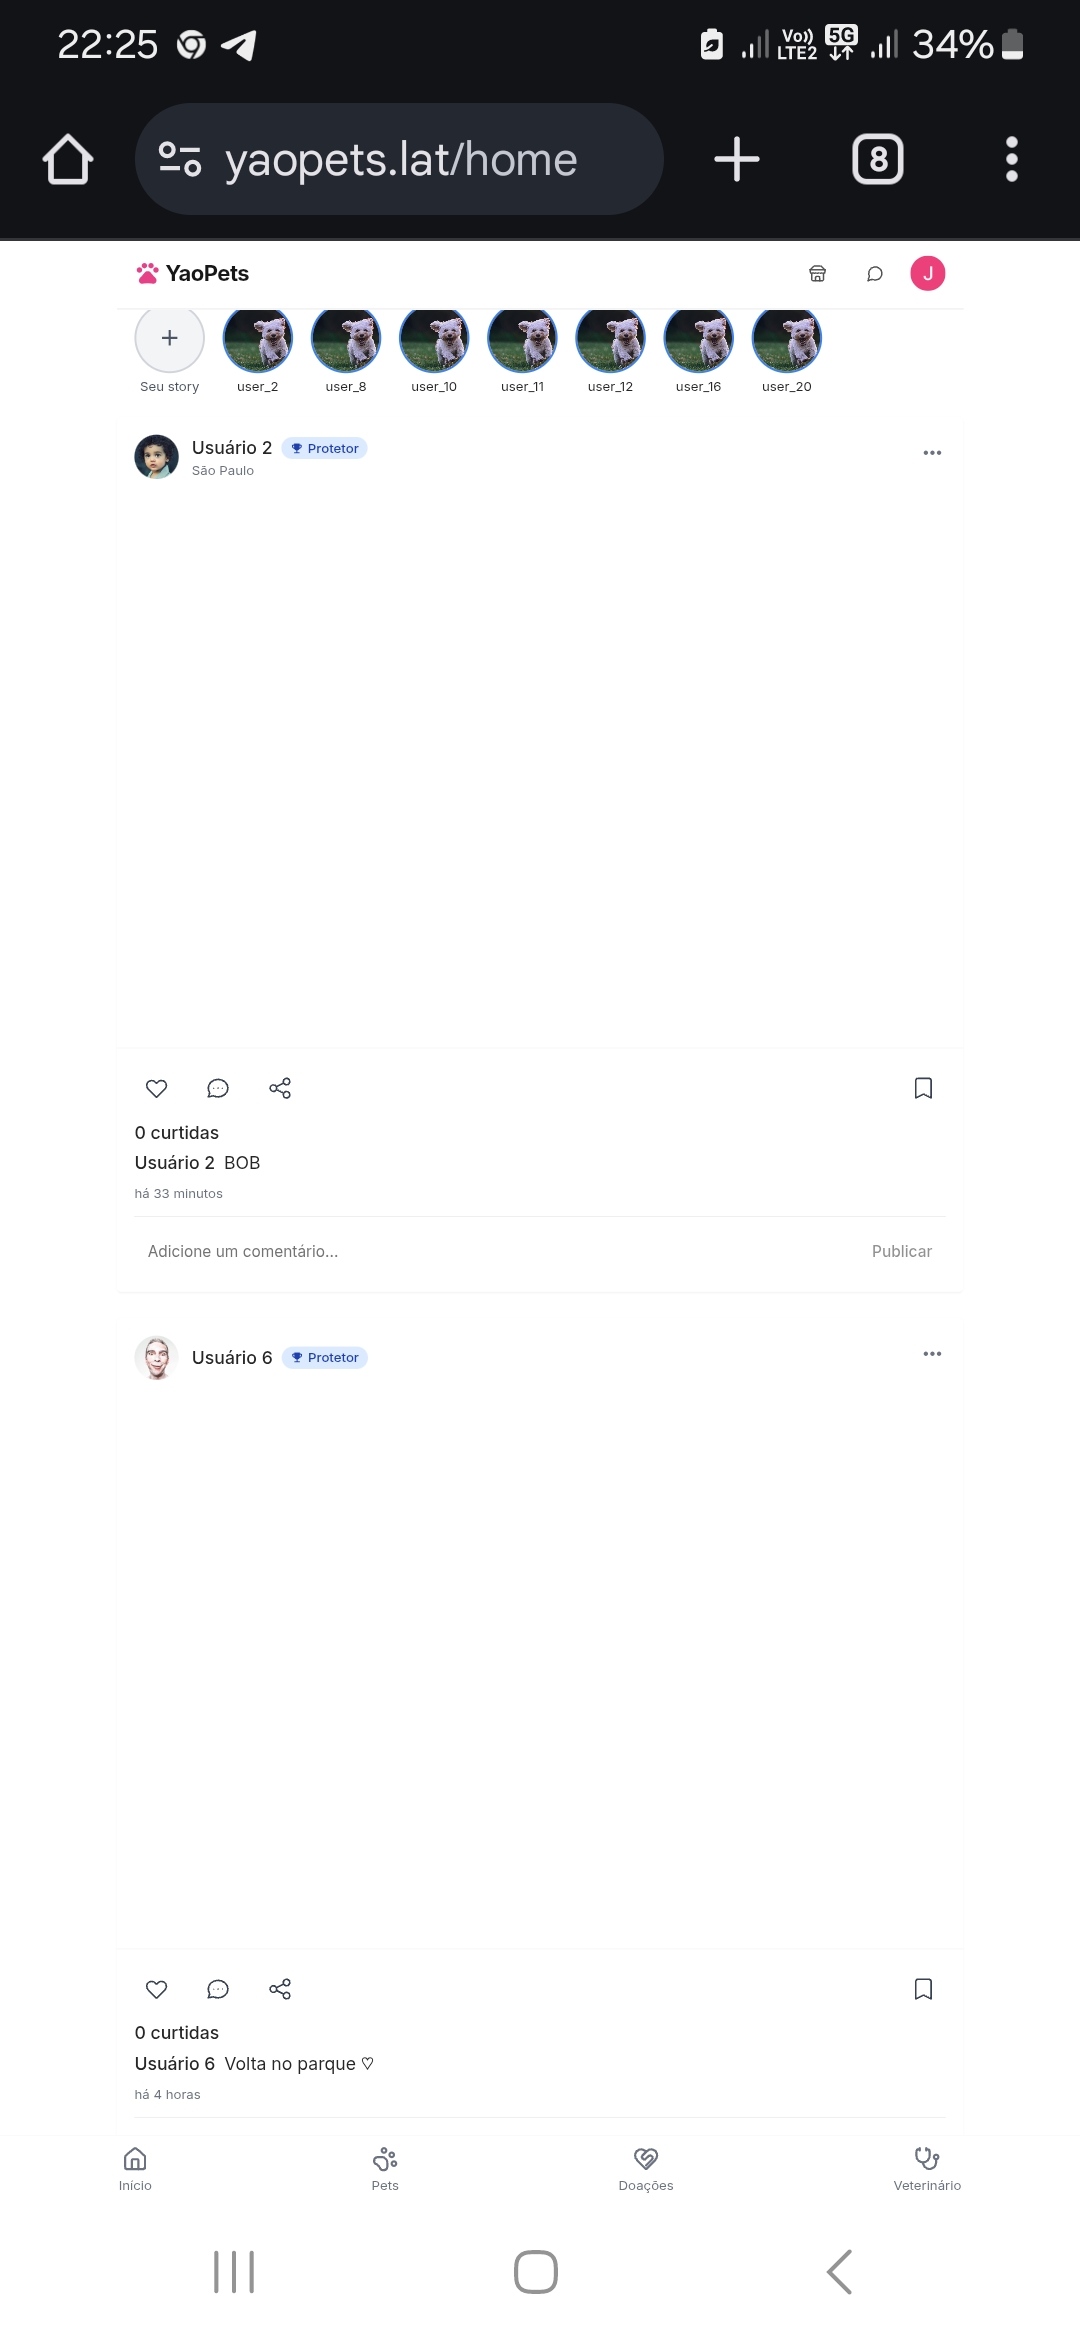 22:25 Vo)) LTE2 5G 34%
yaopets.lat/home 8
YaoPets J
Seu story user_2 user_8 user_10 user_11 user_12 user_16 user_20
Usuário 2 Protetor
São Paulo
0 curtidas
Usuário 2 BOB
há 33 minutos
Adicione um comentário... Publicar
Usuário 6 Protetor
0 curtidas
Usuário 6 Volta no parque ♡
há 4 horas
Início Pets Doações Veterinário